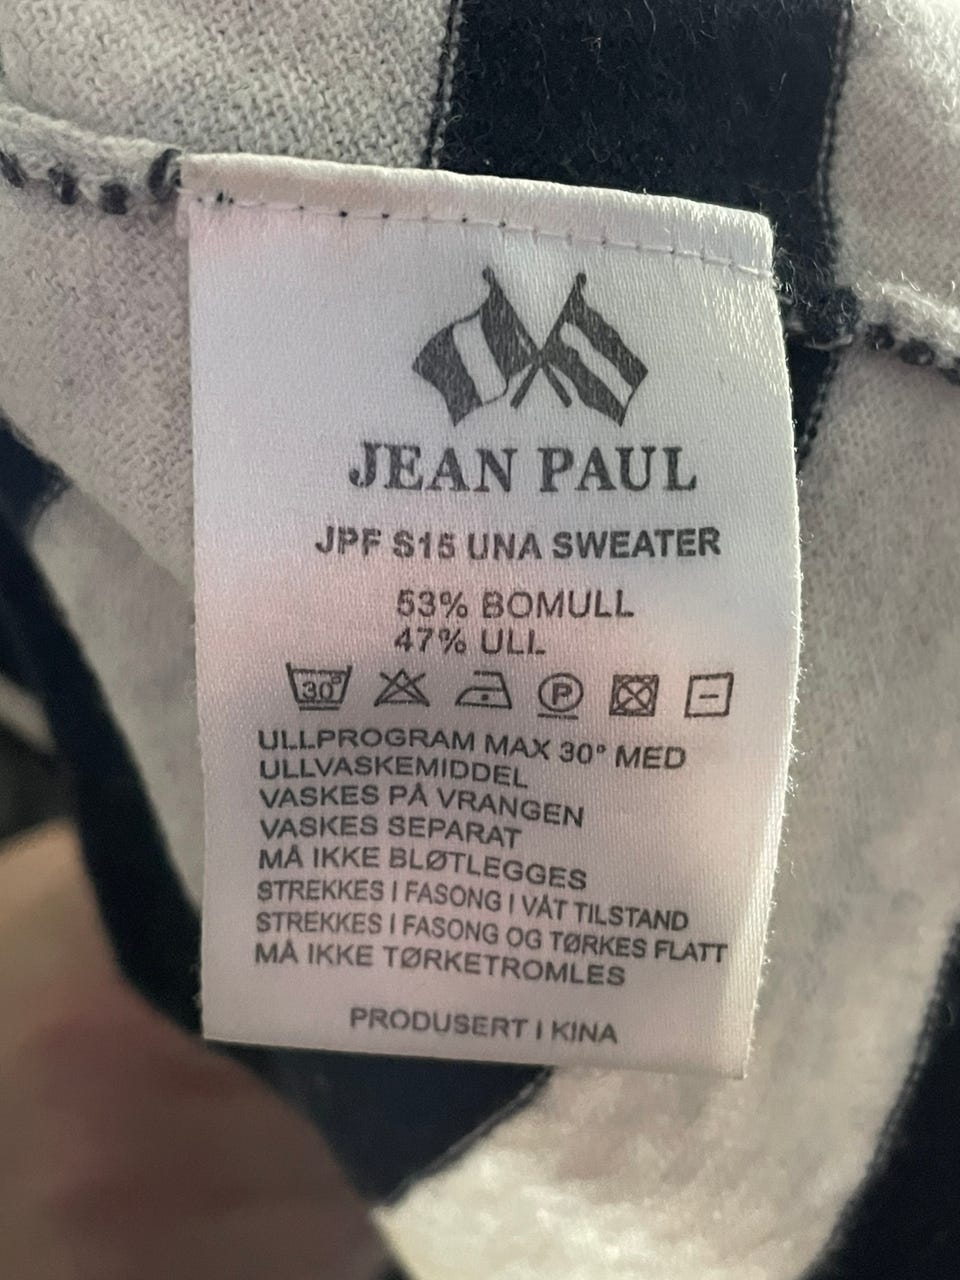 JEAN PAUL
JPF S15 UNA SWEATER
53% BOMULL
47% ULL
30° P
ULLPROGRAM MAX 30° MED
ULLVASKEMIDDEL
VASKES PÅ VRANGEN
VASKES SEPARAT
MÅ IKKE BLØTLEGGES
STREKKES I FASONG I VÅT TILSTAND
STREKKES I FASONG OG TØRKES FLATT
MÅ IKKE TØRKETROMLES
PRODUSERT I KINA